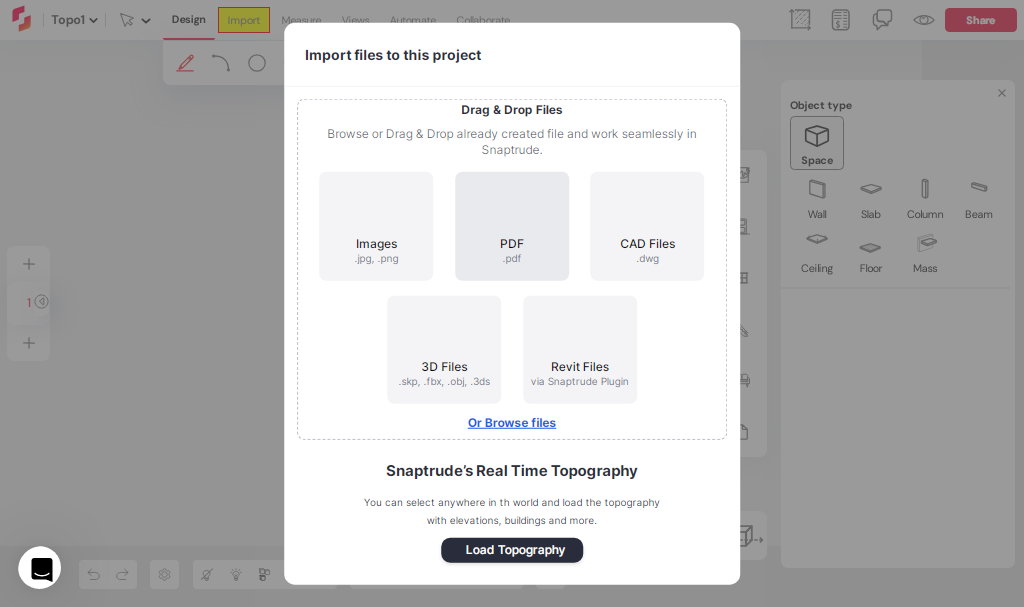 Topo1
Design
Import
Measure
Views
Automate
Collaborate
Share
Import files to this project
Drag & Drop Files
Browse or Drag & Drop already created file and work seamlessly in
Snaptrude.
Images
.jpg, .png
PDF
.pdf
CAD Files
.dwg
3D Files
.skp, .fbx, .obj, .3ds
Revit Files
via Snaptrude Plugin
Or Browse files
Snaptrude's Real Time Topography
You can select anywhere in th world and load the topography
with elevations, buildings and more.
Load Topography
1
Object type
Space
Wall
Slab
Column
Beam
Ceiling
Floor
Mass